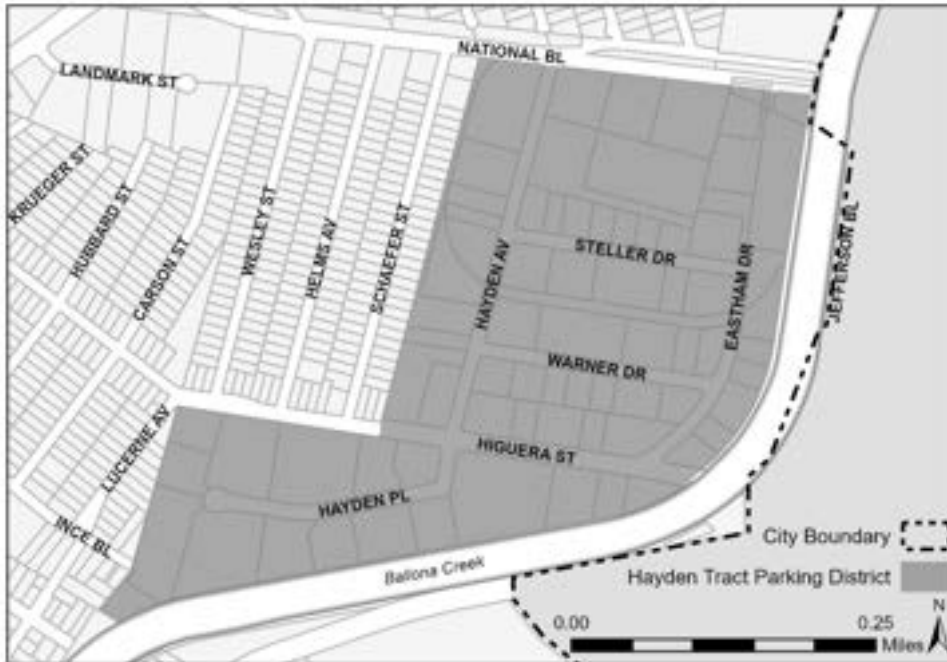 NATIONAL BL
LANDMARK ST
KRUEGER ST
HUBBARD ST
CARSON ST
WESLEY ST
HELMS AV
SCHAEFER ST
HAYDEN AV
STELLER DR
EASTHAM DR
JEFFERSON BL
WARNER DR
LUCERNE AV
HIGUERA ST
HAYDEN PL
INCE BL
Ballona Creek
City Boundary
Hayden Tract Parking District
N
0.00 0.25
Miles